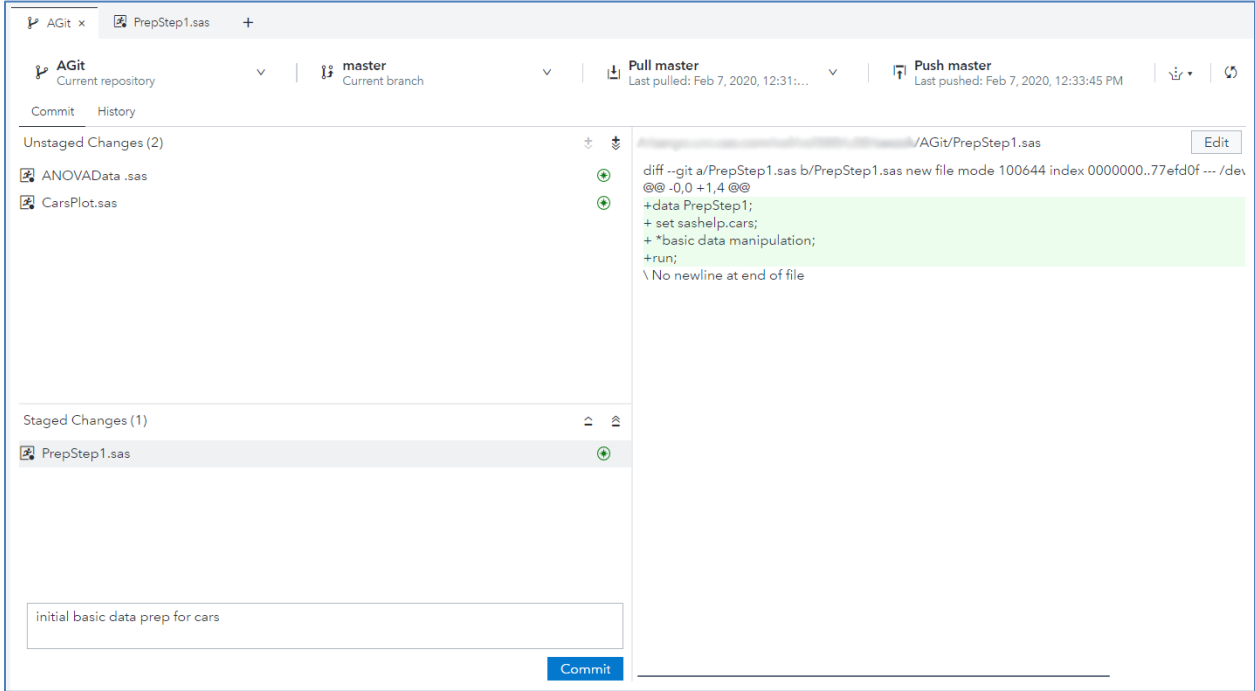 AGit × PrepStep1.sas +
AGit
Current repository
master
Current branch
Pull master
Last pulled: Feb 7, 2020, 12:31:...
Push master
Last pushed: Feb 7, 2020, 12:33:45 PM
Commit History
Unstaged Changes (2)
ANOVAData .sas
CarsPlot.sas
Staged Changes (1)
PrepStep1.sas
initial basic data prep for cars
Commit
/AGit/PrepStep1.sas
Edit
diff --git a/PrepStep1.sas b/PrepStep1.sas new file mode 100644 index 0000000..77efd0f --- /dev
@@ -0,0 +1,4 @@
+data PrepStep1;
+ set sashelp.cars;
+ *basic data manipulation;
+run;
\ No newline at end of file